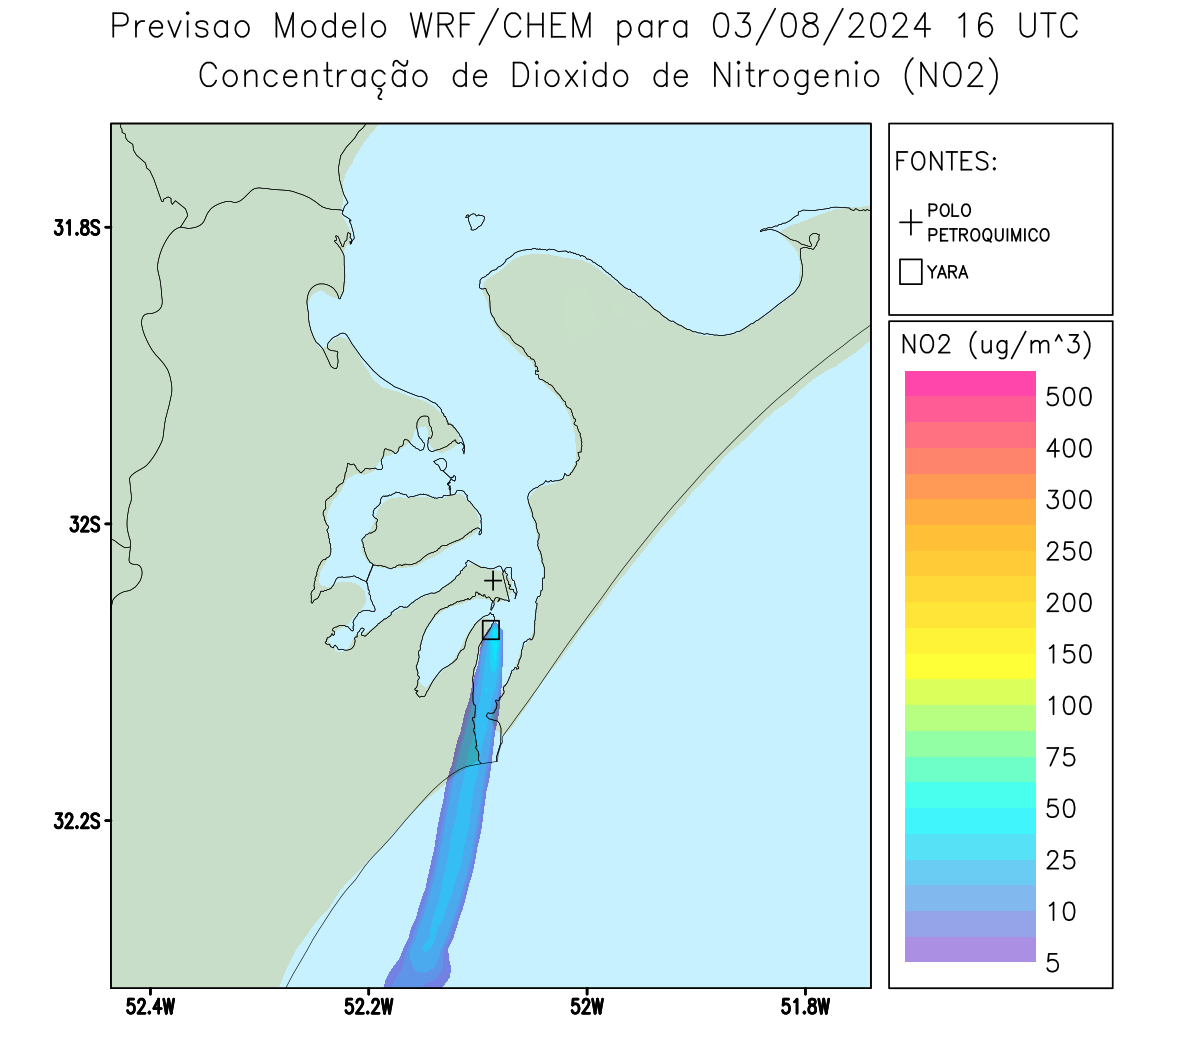 Previsao Modelo WRF/CHEM para 03/08/2024 16 UTC
Concentração de Dioxido de Nitrogenio (NO2)
FONTES:
POLO
PETROQUIMICO
YARA
NO2 (ug/m^3)
500
400
300
250
200
150
100
75
50
25
10
5
31.8S
32S
32.2S
52.4W
52.2W
52W
51.8W